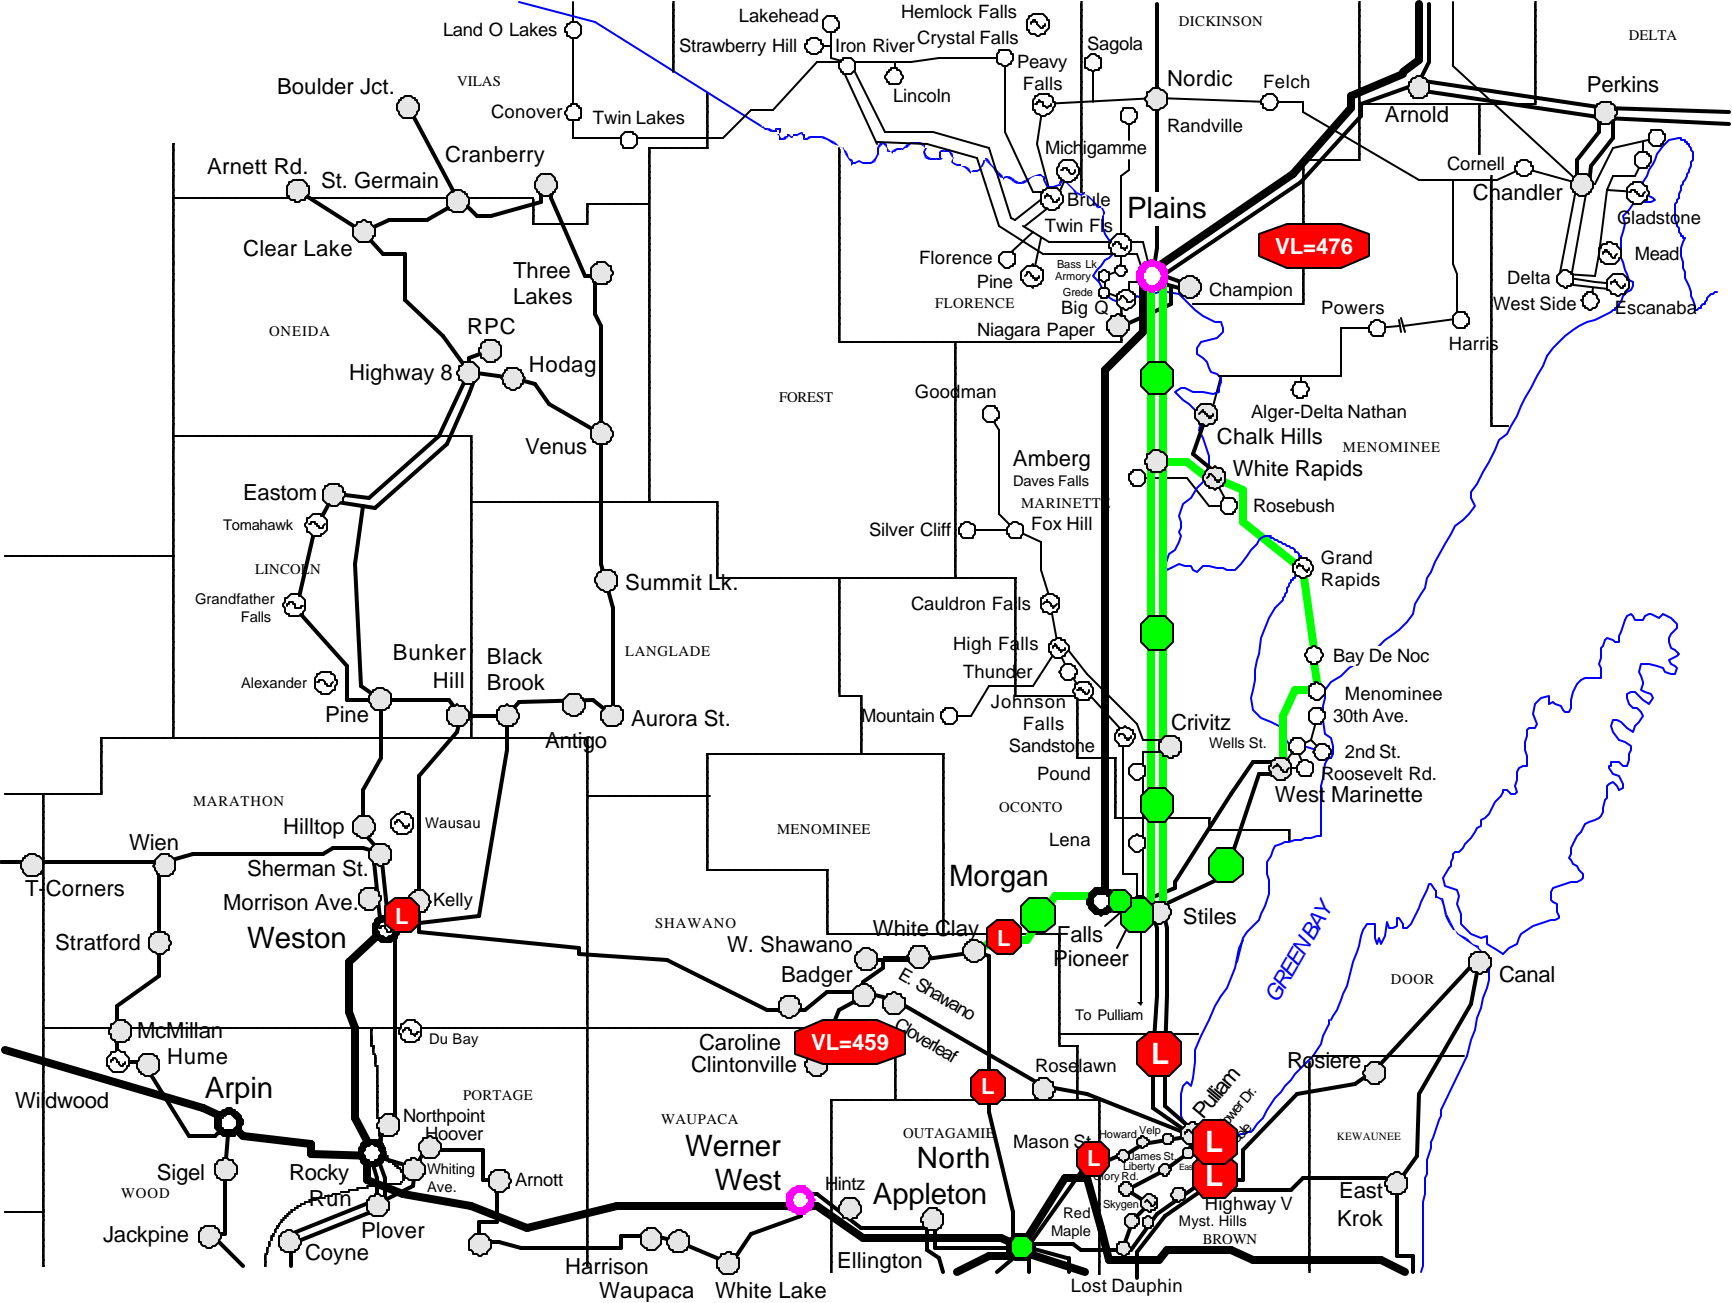 Lakehead
Hemlock Falls
DICKINSON
DELTA
Land O Lakes
Strawberry Hill
Iron River
Crystal Falls
Sagola
Peavy
Falls
Boulder Jct.
VILAS
Lincoln
Nordic
Felch
Perkins
Conover
Twin Lakes
Randville
Arnold
Arnett Rd.
St. Germain
Cranberry
Michigamme
Cornell
Chandler
Brule
Plains
Gladstone
Twin Fls
Clear Lake
VL=476
Mead
Three
Lakes
Florence
Bass Lk
Armory
Pine
Grede
Champion
Delta
FLORENCE
Big Q
Powers
West Side
Escanaba
ONEIDA
RPC
Niagara Paper
Harris
Highway 8
Hodag
FOREST
Goodman
Alger-Delta Nathan
Venus
Chalk Hills
MENOMINEE
Amberg
White Rapids
Daves Falls
Eastom
MARINETTE
Rosebush
Tomahawk
Silver Cliff
Fox Hill
LINCOLN
Grand
Rapids
Summit Lk.
Grandfather
Falls
Cauldron Falls
Bunker
Hill
Black
Brook
LANGLADE
High Falls
Bay De Noc
Thunder
Alexander
Johnson
Falls
Menominee
Pine
Aurora St.
Mountain
30th Ave.
Antigo
Crivitz
Sandstone
Wells St.
2nd St.
Pound
Roosevelt Rd.
West Marinette
MARATHON
OCONTO
Hilltop
Wausau
MENOMINEE
Wien
Lena
Sherman St.
T-Corners
Morgan
Morrison Ave.
Kelly
L
Stiles
Weston
SHAWANO
White Clay
L
Falls
Stratford
W. Shawano
Pioneer
GREEN BAY
Badger
E. Shawano
DOOR
Canal
To Pulliam
McMillan
Du Bay
Caroline
VL=459
Cloverleaf
L
Hume
Clintonville
Roselawn
Rosiere
Arpin
L
Wildwood
PORTAGE
Pulliam
Northpoint
WAUPACA
Hoover
OUTAGAMIE
Mason St.
Howard
Velp
L
KEWAUNEE
Werner
West
North
Appleton
L
James St.
Liberty
Sigel
Rocky
Run
Whiting
Ave.
Arnott
L
WOOD
Hintz
Skygen
East
Krok
Highway V
Red
Maple
Jackpine
Plover
Myst. Hills
Coyne
BROWN
Harrison
Ellington
Waupaca
White Lake
Lost Dauphin